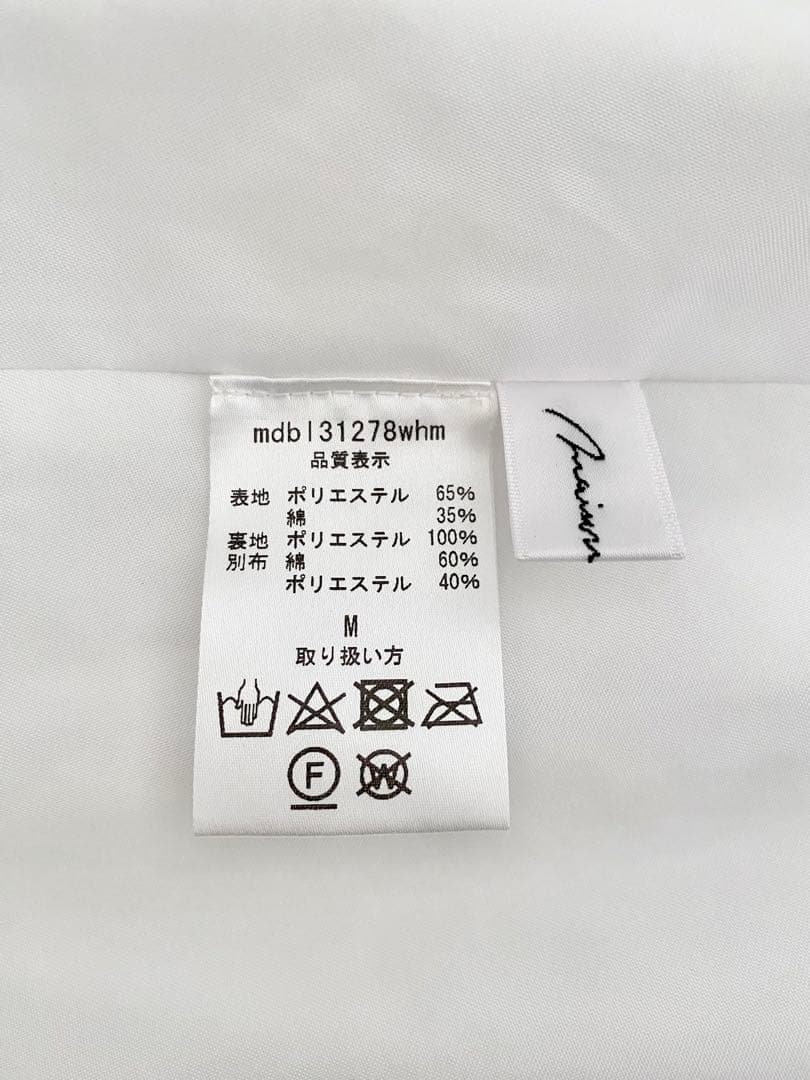 mdbl31278whm
品質表示
表地 ポリエステル 65%
綿 35%
裏地 ポリエステル 100%
別布 綿 60%
ポリエステル 40%
M
取り扱い方
F
W
maison